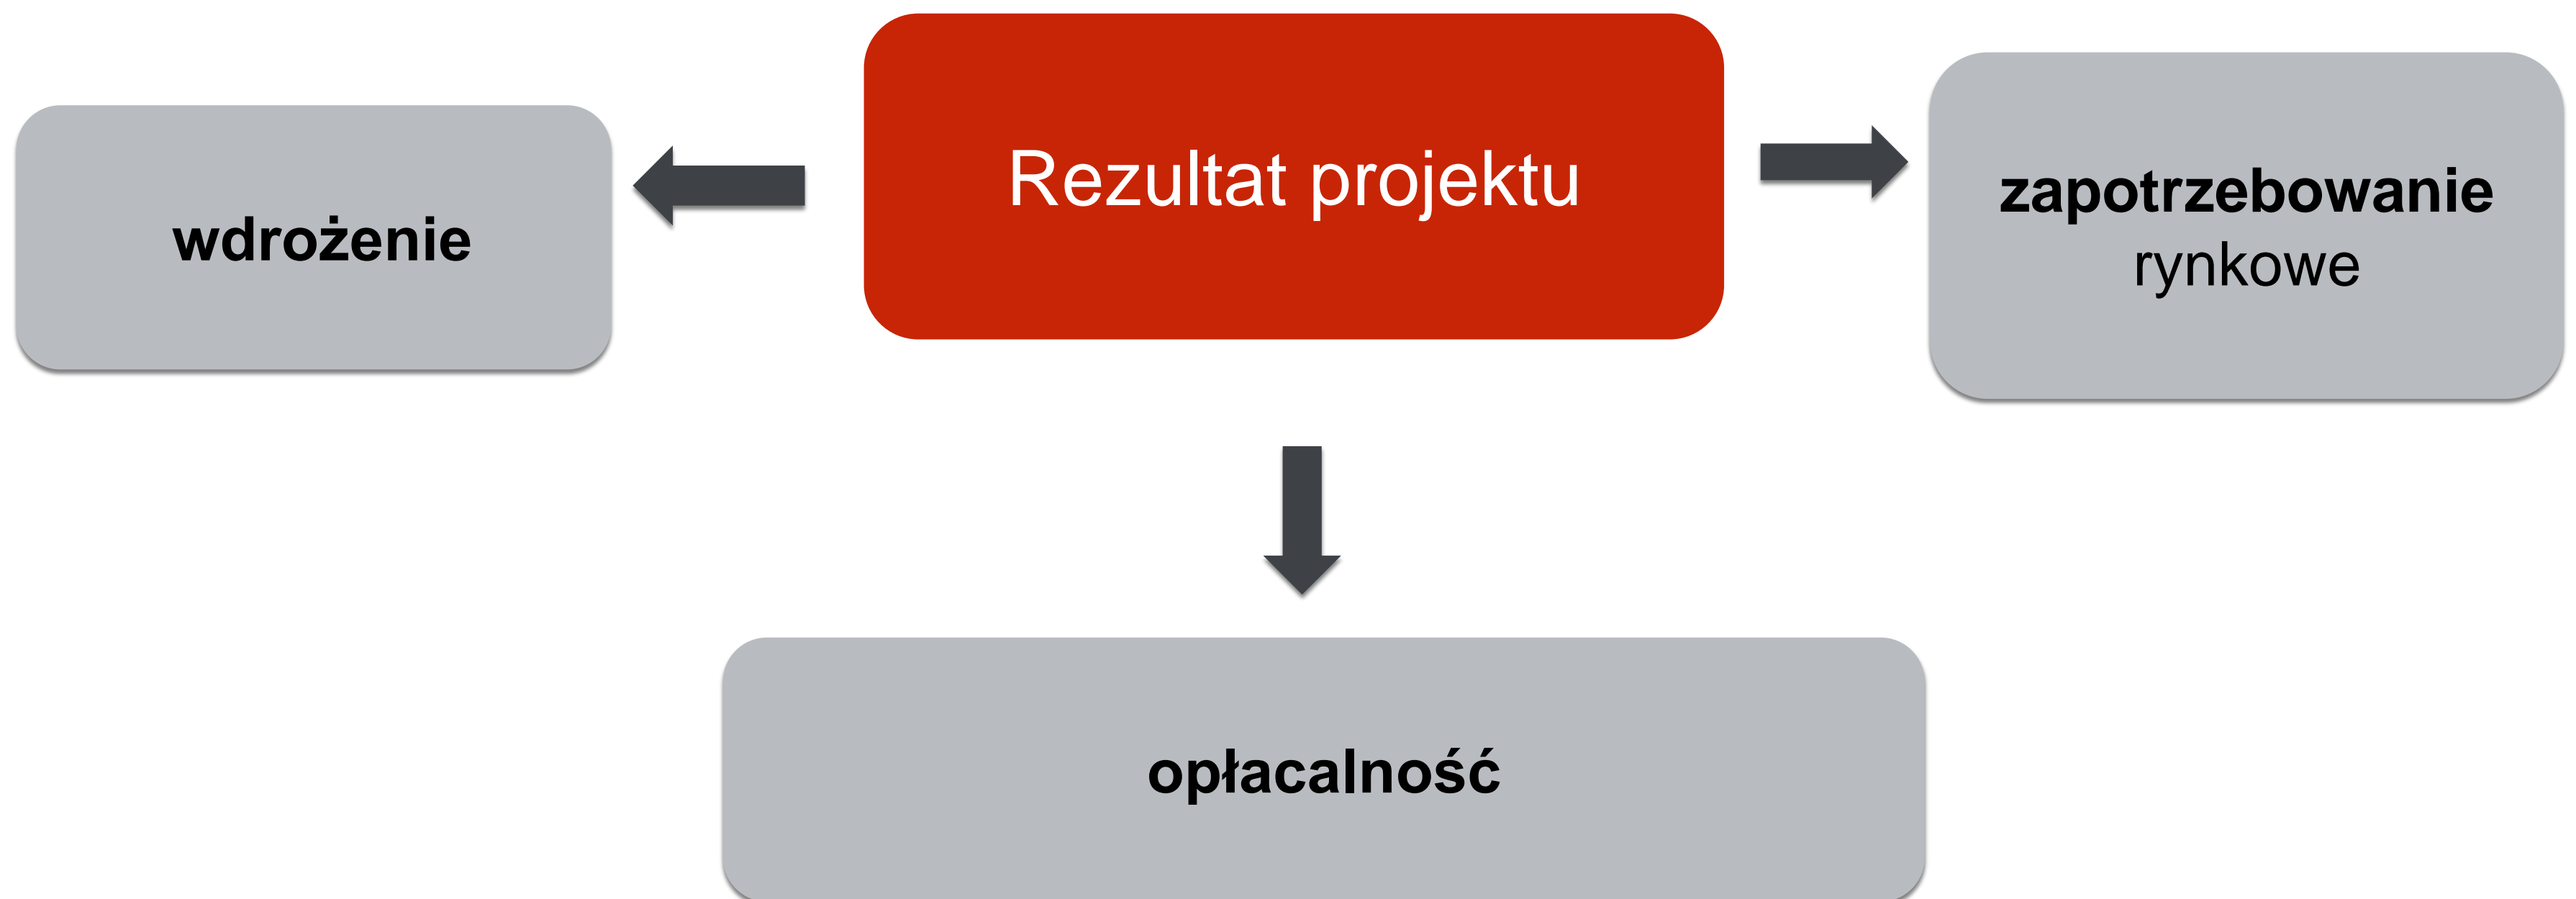 Rezultat projektu
wdrożenie
zapotrzebowanie
rynkowe
opłacalność